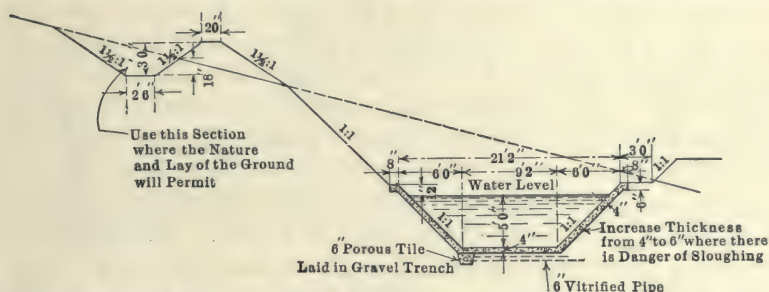 20"
1½:1
3'0"
1½:1
18"
1½:1
2'6"
Use this Section
where the Nature
and Lay of the Ground
will Permit
1:1
8"
21'2"
3'0"
1:1
6'0"
9'2"
6'0"
8"
12"
Water Level
6"
1:1
5'0"
1:1
4"
4"
Increase Thickness
from 4" to 6" where there
is Danger of Sloughing
6" Porous Tile
Laid in Gravel Trench
6" Vitrified Pipe